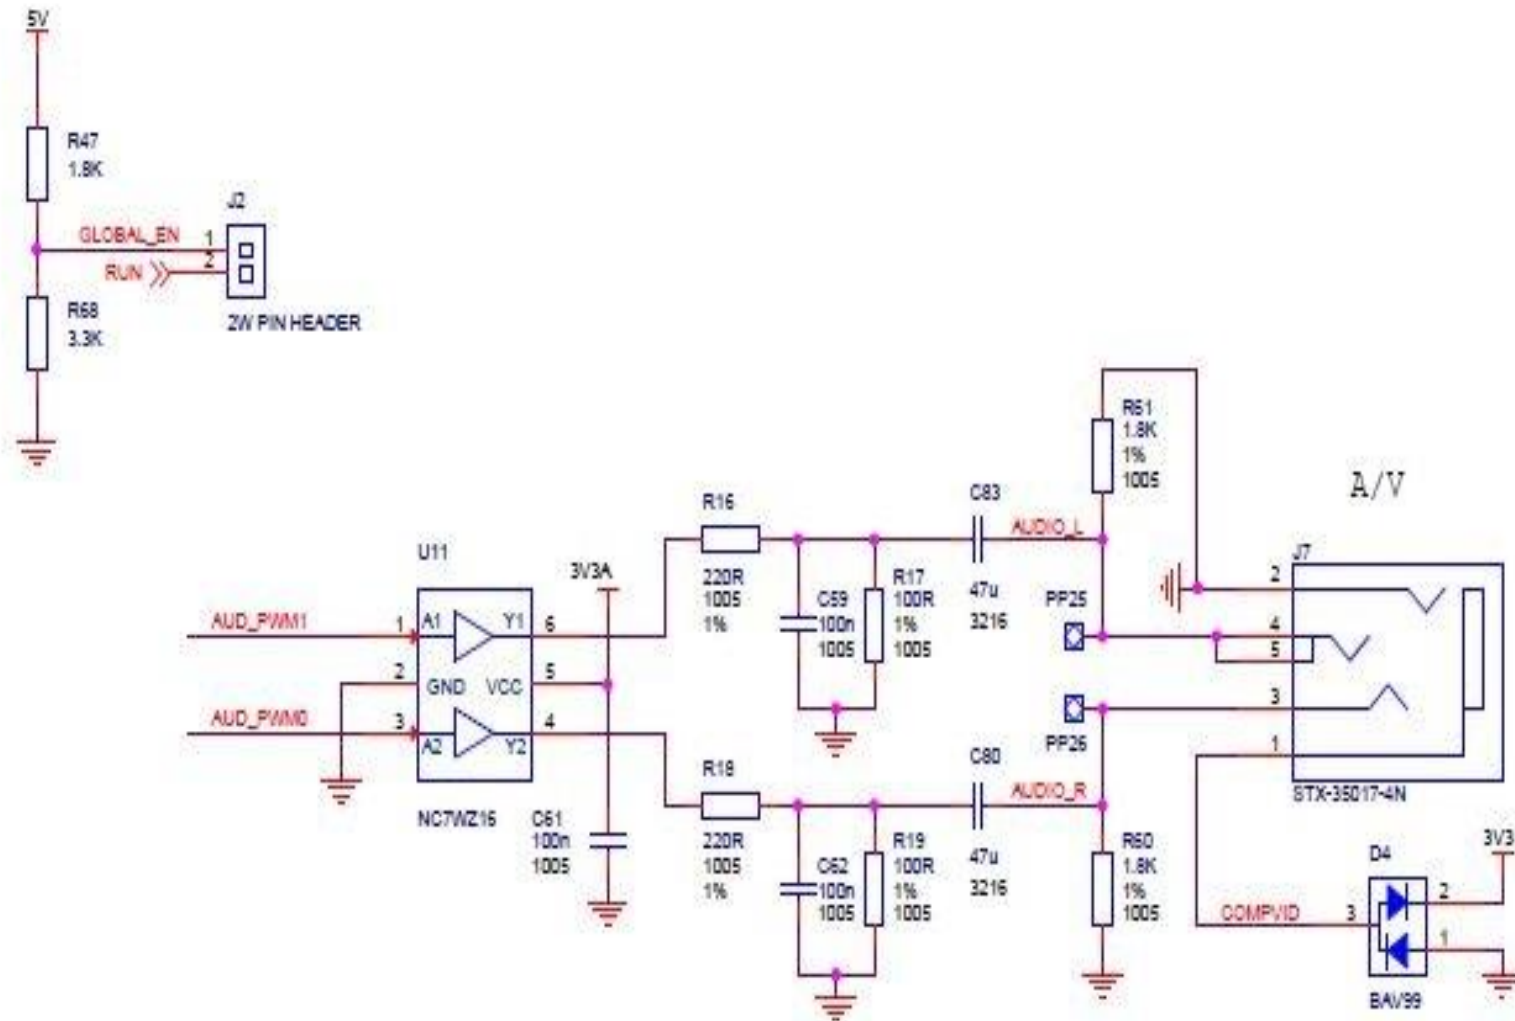 5V
R47
1.8K
J2
GLOBAL_EN
1
RUN
2
R68
3.3K
2W PIN HEADER
R61
1.8K
1%
1005
A/V
C83
R16
AUDIO_L
U11
J7
3V3A
2
220R
1005
1%
R17
100R
1%
1005
C59
100n
1005
47u
3216
PP25
AUD_PWM1
1
A1
Y1
6
4
5
2
GND
VCC
5
3
AUD_PWM0
3
A2
Y2
4
PP26
C80
1
R18
AUDIO_R
STX-35017-4N
NC7WZ16
C61
100n
1005
220R
1005
1%
C62
100n
1005
R19
100R
1%
1005
47u
3216
R60
1.8K
1%
1005
3V3
D4
2
COMPVID
3
1
BAV99